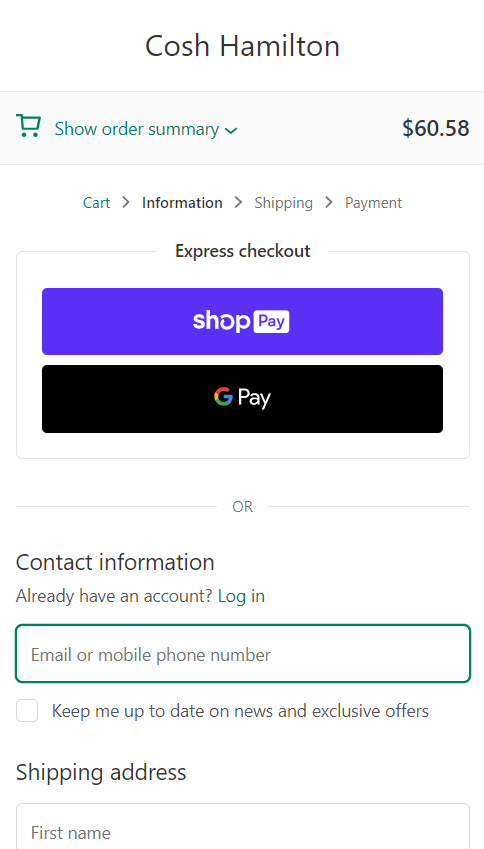 Cosh Hamilton
Show order summary
$60.58
Cart > Information > Shipping > Payment
Express checkout
shop Pay
G Pay
OR
Contact information
Already have an account? Log in
Email or mobile phone number
Keep me up to date on news and exclusive offers
Shipping address
First name